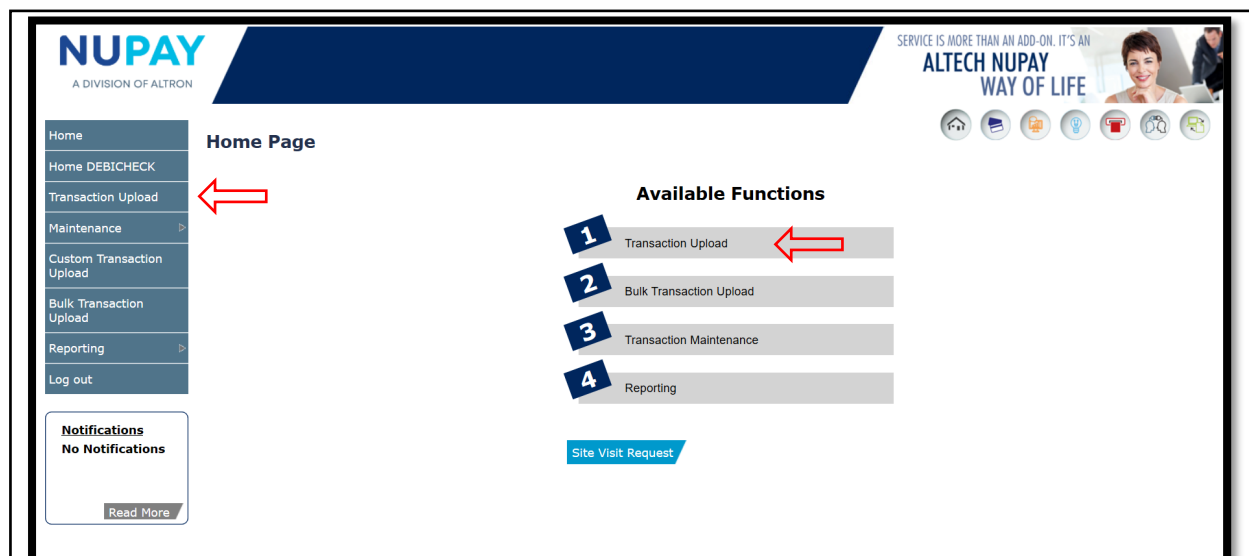 NUPAY
A DIVISION OF ALTRON
SERVICE IS MORE THAN AN ADD-ON. IT'S AN
ALTECH NUPAY
WAY OF LIFE
Home
Home DEBICHECK
Transaction Upload
Maintenance
Custom Transaction
Upload
Bulk Transaction
Upload
Reporting
Log out
Notifications
No Notifications
Read More
Home Page
Available Functions
1 Transaction Upload
2 Bulk Transaction Upload
3 Transaction Maintenance
4 Reporting
Site Visit Request